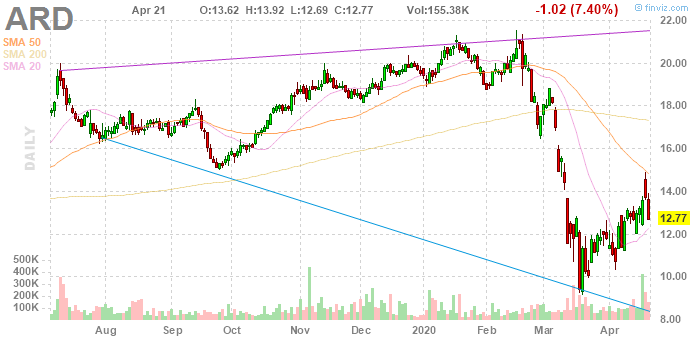 © finviz.com
ARD
Apr 21 O:13.62 H:13.92 L:12.69 C:12.77 Vol:155.38K -1.02 (7.40%)
SMA 50
SMA 200
SMA 20
DAILY
22.00
20.00
18.00
16.00
14.00
12.77
12.00
10.00
8.00
500K
400K
300K
200K
100K
Aug Sep Oct Nov Dec 2020 Feb Mar Apr